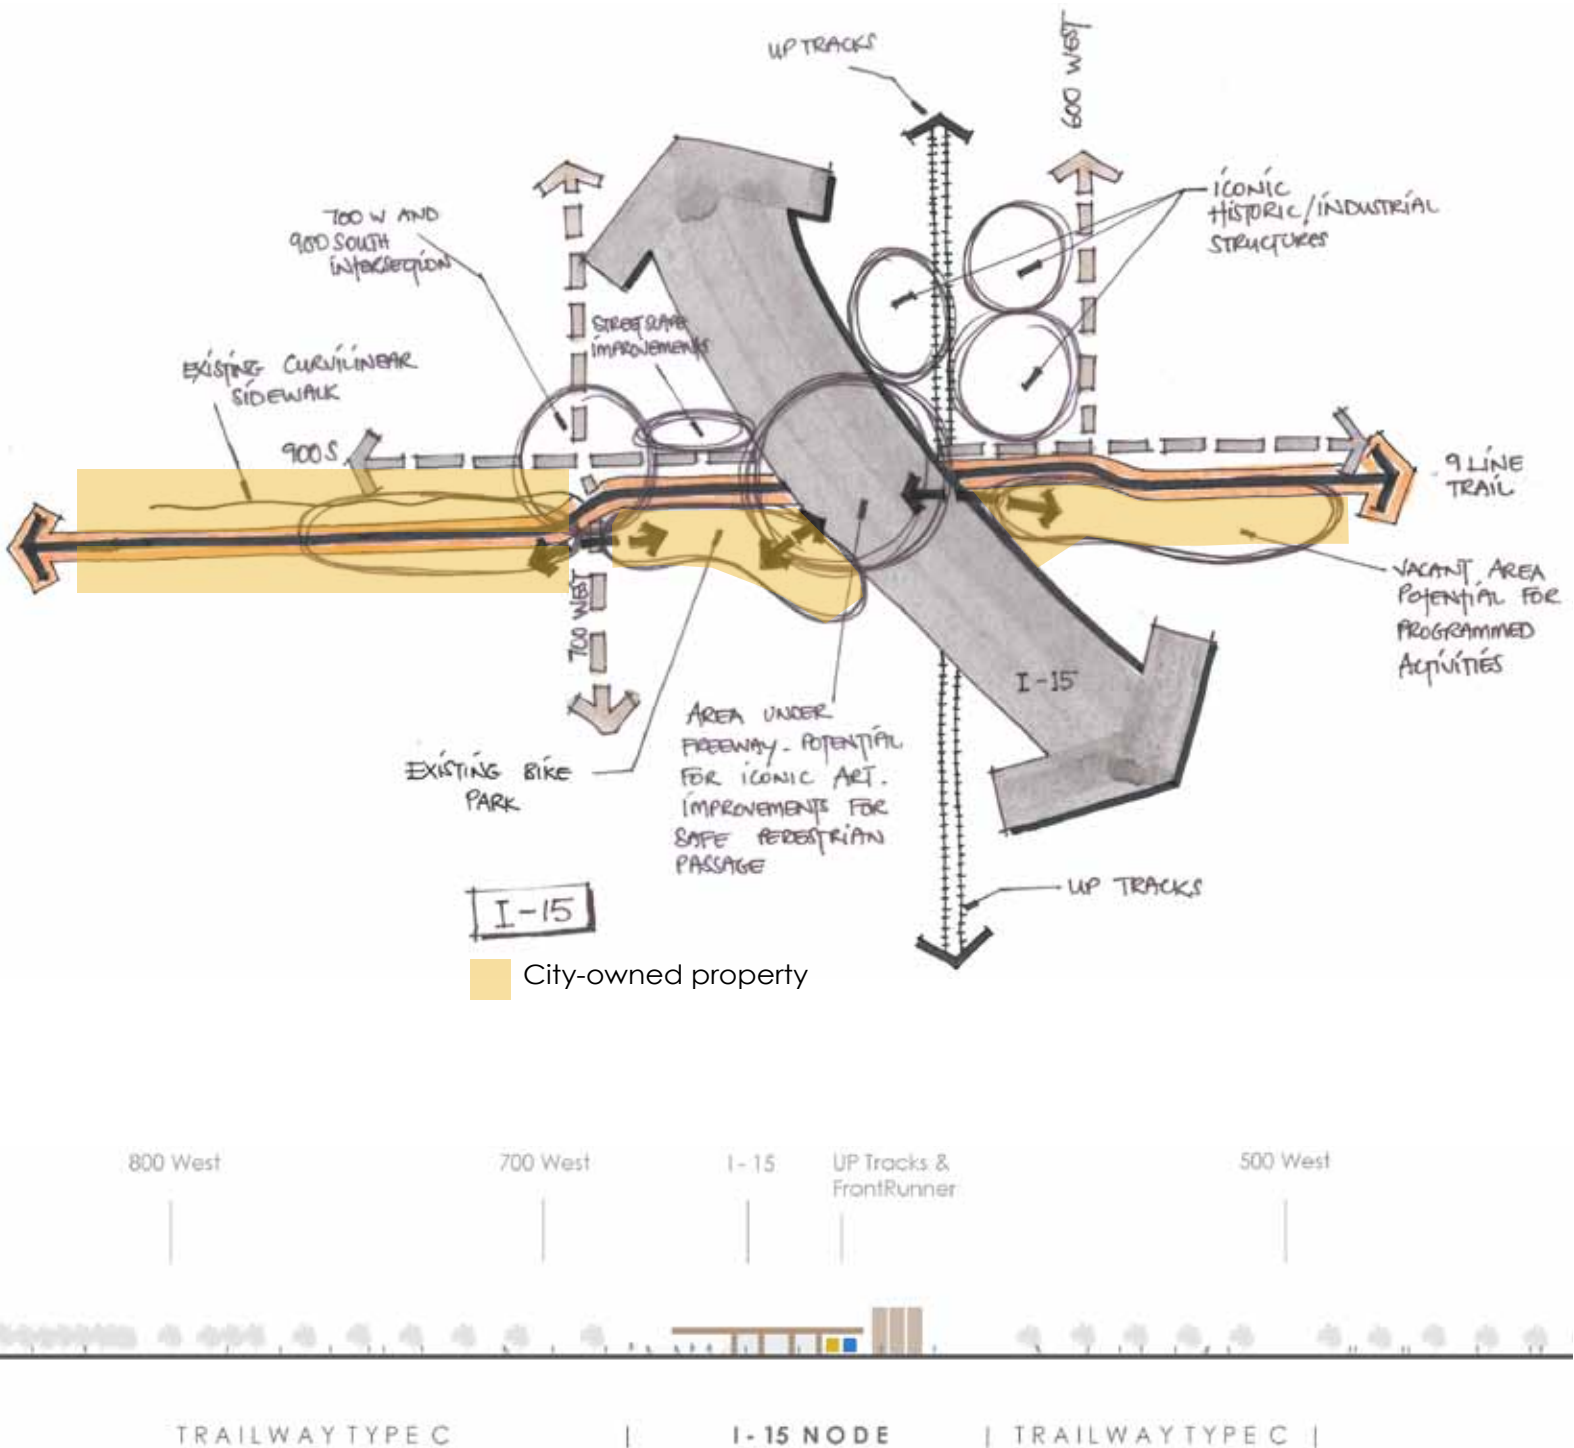 UP TRACKS
600 WEST
ICONIC
HISTORIC/INDUSTRIAL
STRUCTURES
700 W AND
900 SOUTH
INTERSECTION
STREETSCAPE
IMPROVEMENTS
EXISTING CURVILINEAR
SIDEWALK
900 S
9 LINE
TRAIL
700 WEST
VACANT AREA
POTENTIAL FOR
PROGRAMMED
ACTIVITIES
I-15
AREA UNDER
FREEWAY. POTENTIAL
FOR ICONIC ART.
IMPROVEMENTS FOR
SAFE PEDESTRIAN
PASSAGE
EXISTING BIKE
PARK
UP TRACKS
I-15
City-owned property
800 West
700 West
I - 15
UP Tracks &
FrontRunner
500 West
TRAILWAY TYPE C | I - 15 NODE | TRAILWAY TYPE C |